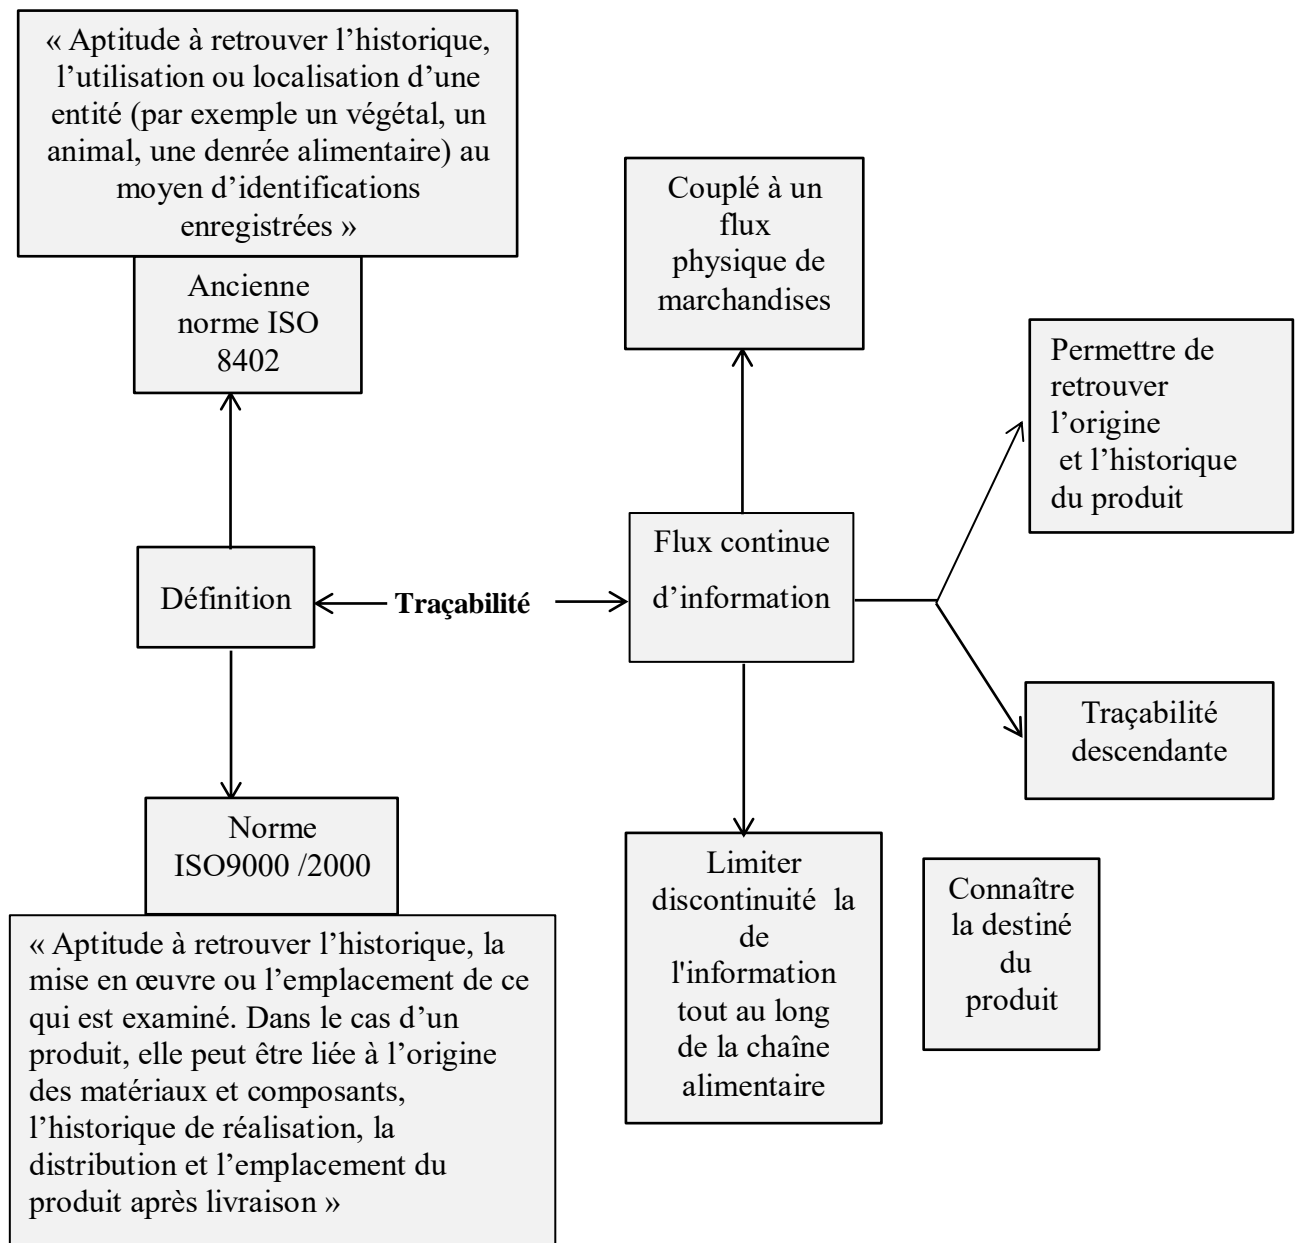 « Aptitude à retrouver l’historique,
l’utilisation ou localisation d’une
entité (par exemple un végétal, un
animal, une denrée alimentaire) au
moyen d’identifications
enregistrées »
Ancienne
norme ISO
8402
Couplé à un
flux
physique de
marchandises
Permettre de
retrouver
l’origine
et l’historique
du produit
Définition
Traçabilité
Flux continue
d’information
Traçabilité
descendante
Norme
ISO9000 /2000
« Aptitude à retrouver l’historique, la
mise en œuvre ou l’emplacement de ce
qui est examiné. Dans le cas d’un
produit, elle peut être liée à l’origine
des matériaux et composants,
l’historique de réalisation, la
distribution et l’emplacement du
produit après livraison »
Limiter
discontinuité la
de
l'information
tout au long
de la chaîne
alimentaire
Connaître
la destiné
du
produit